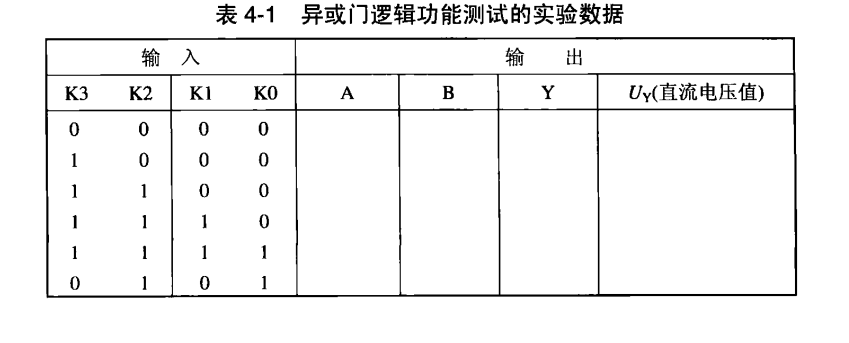 表 4-1 异或门逻辑功能测试的实验数据
输 入 输 出
K3 K2 K1 K0 A B Y UY(直流电压值)
0 0 0 0
1 0 0 0
1 1 0 0
1 1 1 0
1 1 1 1
0 1 0 1